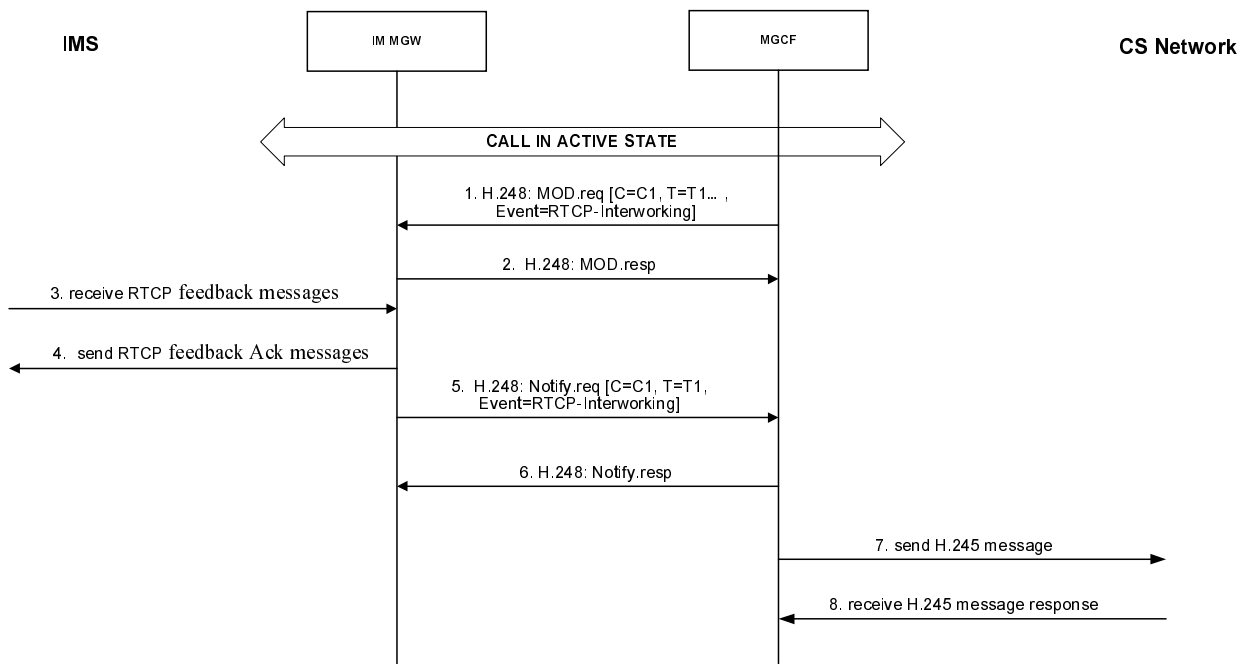 IMS
IM MGW
MGCF
CS Network
CALL IN ACTIVE STATE
1. H.248: MOD.req [C=C1, T=T1... ,
Event=RTCP-Interworking]
2. H.248: MOD.resp
3. receive RTCP feedback messages
4. send RTCP feedback Ack messages
5. H.248: Notify.req [C=C1, T=T1,
Event=RTCP-Interworking]
6. H.248: Notify.resp
7. send H.245 message
8. receive H.245 message response